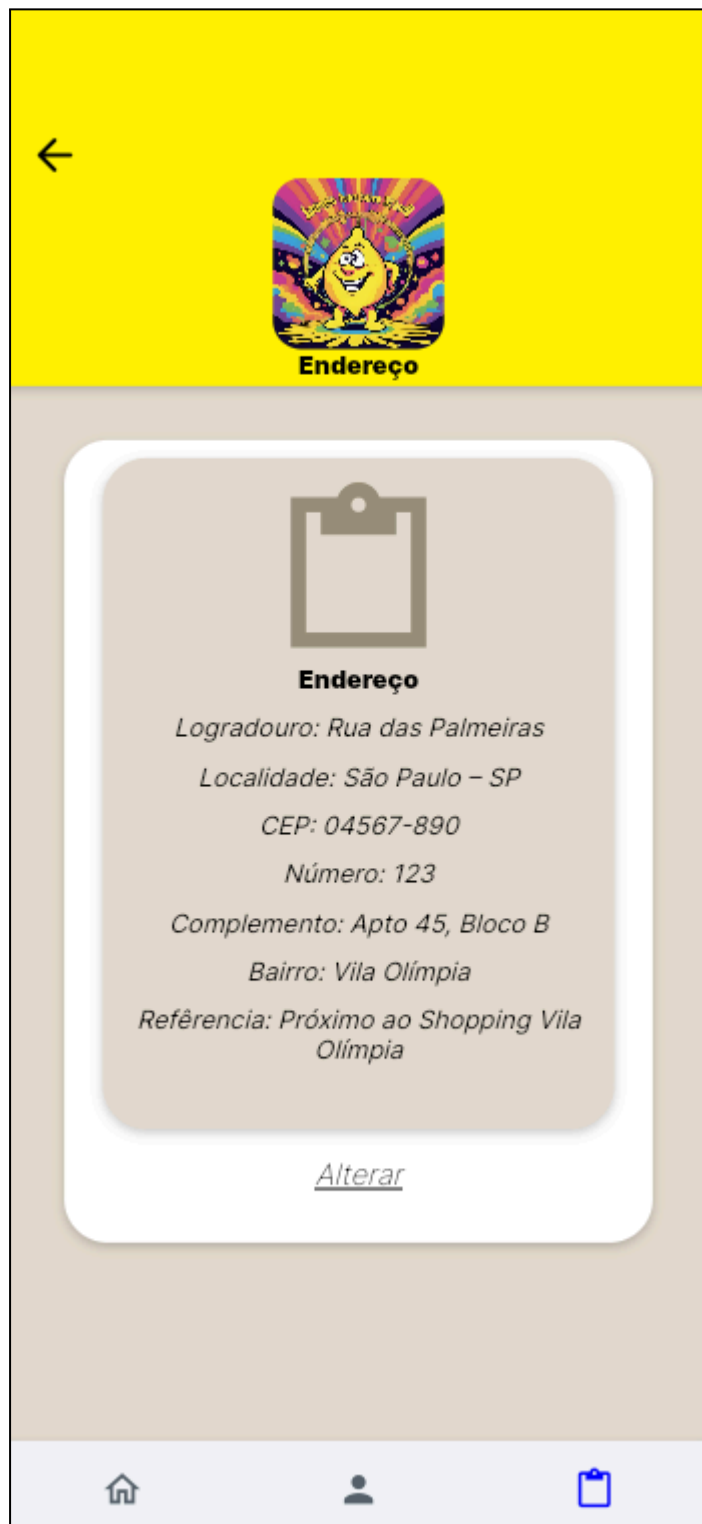 Endereço
Endereço
Logradouro: Rua das Palmeiras
Localidade: São Paulo – SP
CEP: 04567-890
Número: 123
Complemento: Apto 45, Bloco B
Bairro: Vila Olímpia
Refêrencia: Próximo ao Shopping Vila
Olímpia
Alterar